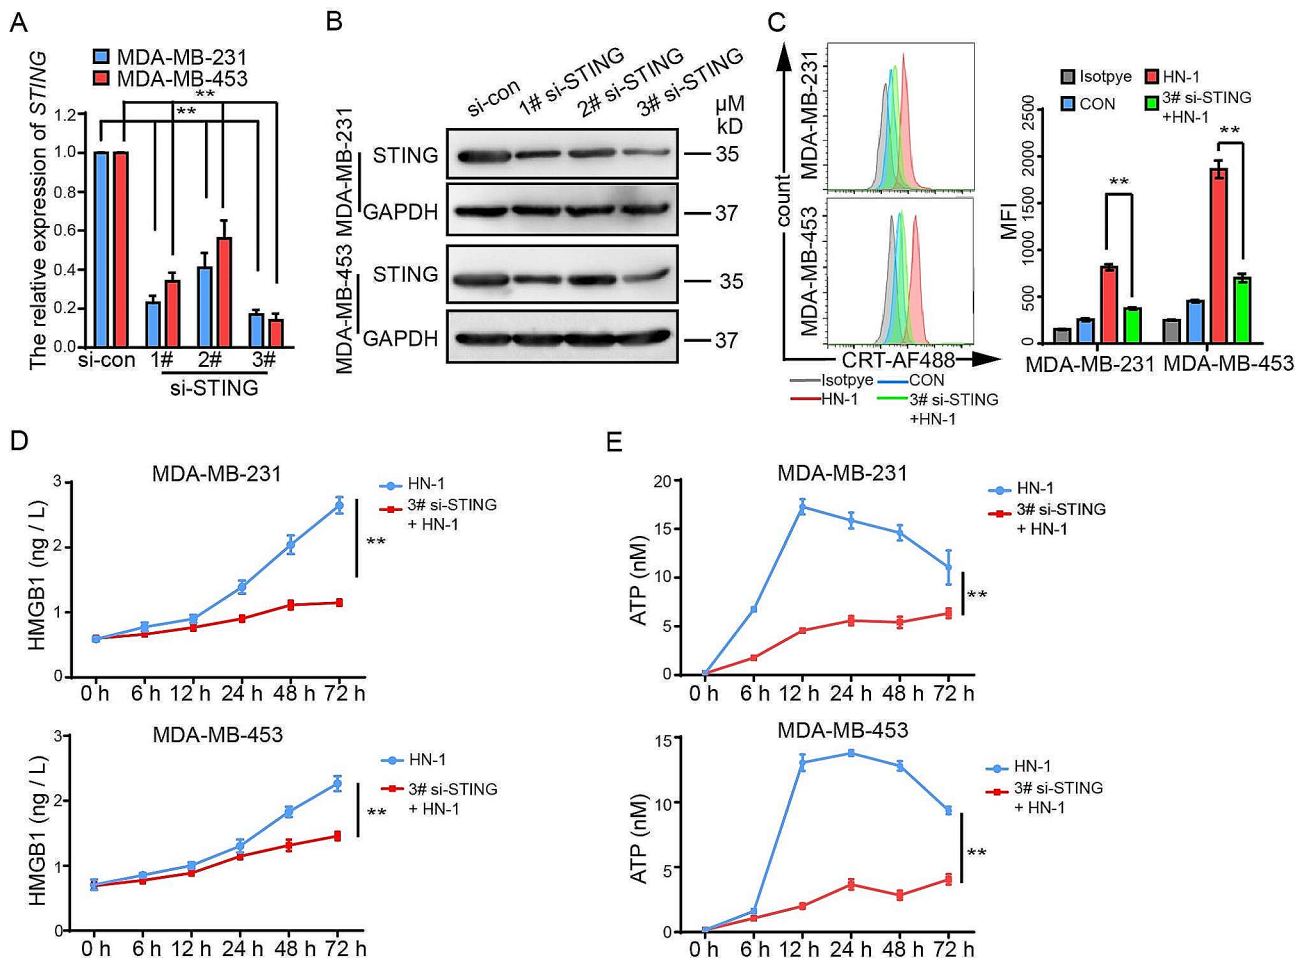 A
MDA-MB-231
MDA-MB-453
**
**
The relative expression of STING
1.2
1.0
0.8
0.6
0.4
0.2
0.0
si-con
1#
2#
3#
si-STING
B
si-con
1# si-STING
2# si-STING
3# si-STING
μM
kD
MDA-MB-231
STING
35
GAPDH
37
MDA-MB-453
STING
35
GAPDH
37
C
count
MDA-MB-231
MDA-MB-453
CRT-AF488
Isotpye
CON
HN-1
3# si-STING
+HN-1
Isotpye
HN-1
CON
3# si-STING
+HN-1
MFI
2500
2000
1500
1000
500
0
**
**
MDA-MB-231
MDA-MB-453
D
MDA-MB-231
HMGB1 (ng / L)
3
2
1
0
0 h
6 h
12 h
24 h
48 h
72 h
HN-1
3# si-STING
+ HN-1
**
MDA-MB-453
HMGB1 (ng / L)
3
2
1
0
0 h
6 h
12 h
24 h
48 h
72 h
HN-1
3# si-STING
+ HN-1
**
E
MDA-MB-231
ATP (nM)
20
15
10
5
0
0 h
6 h
12 h
24 h
48 h
72 h
HN-1
3# si-STING
+ HN-1
**
MDA-MB-453
ATP (nM)
15
10
5
0
0 h
6 h
12 h
24 h
48 h
72 h
HN-1
3# si-STING
+ HN-1
**